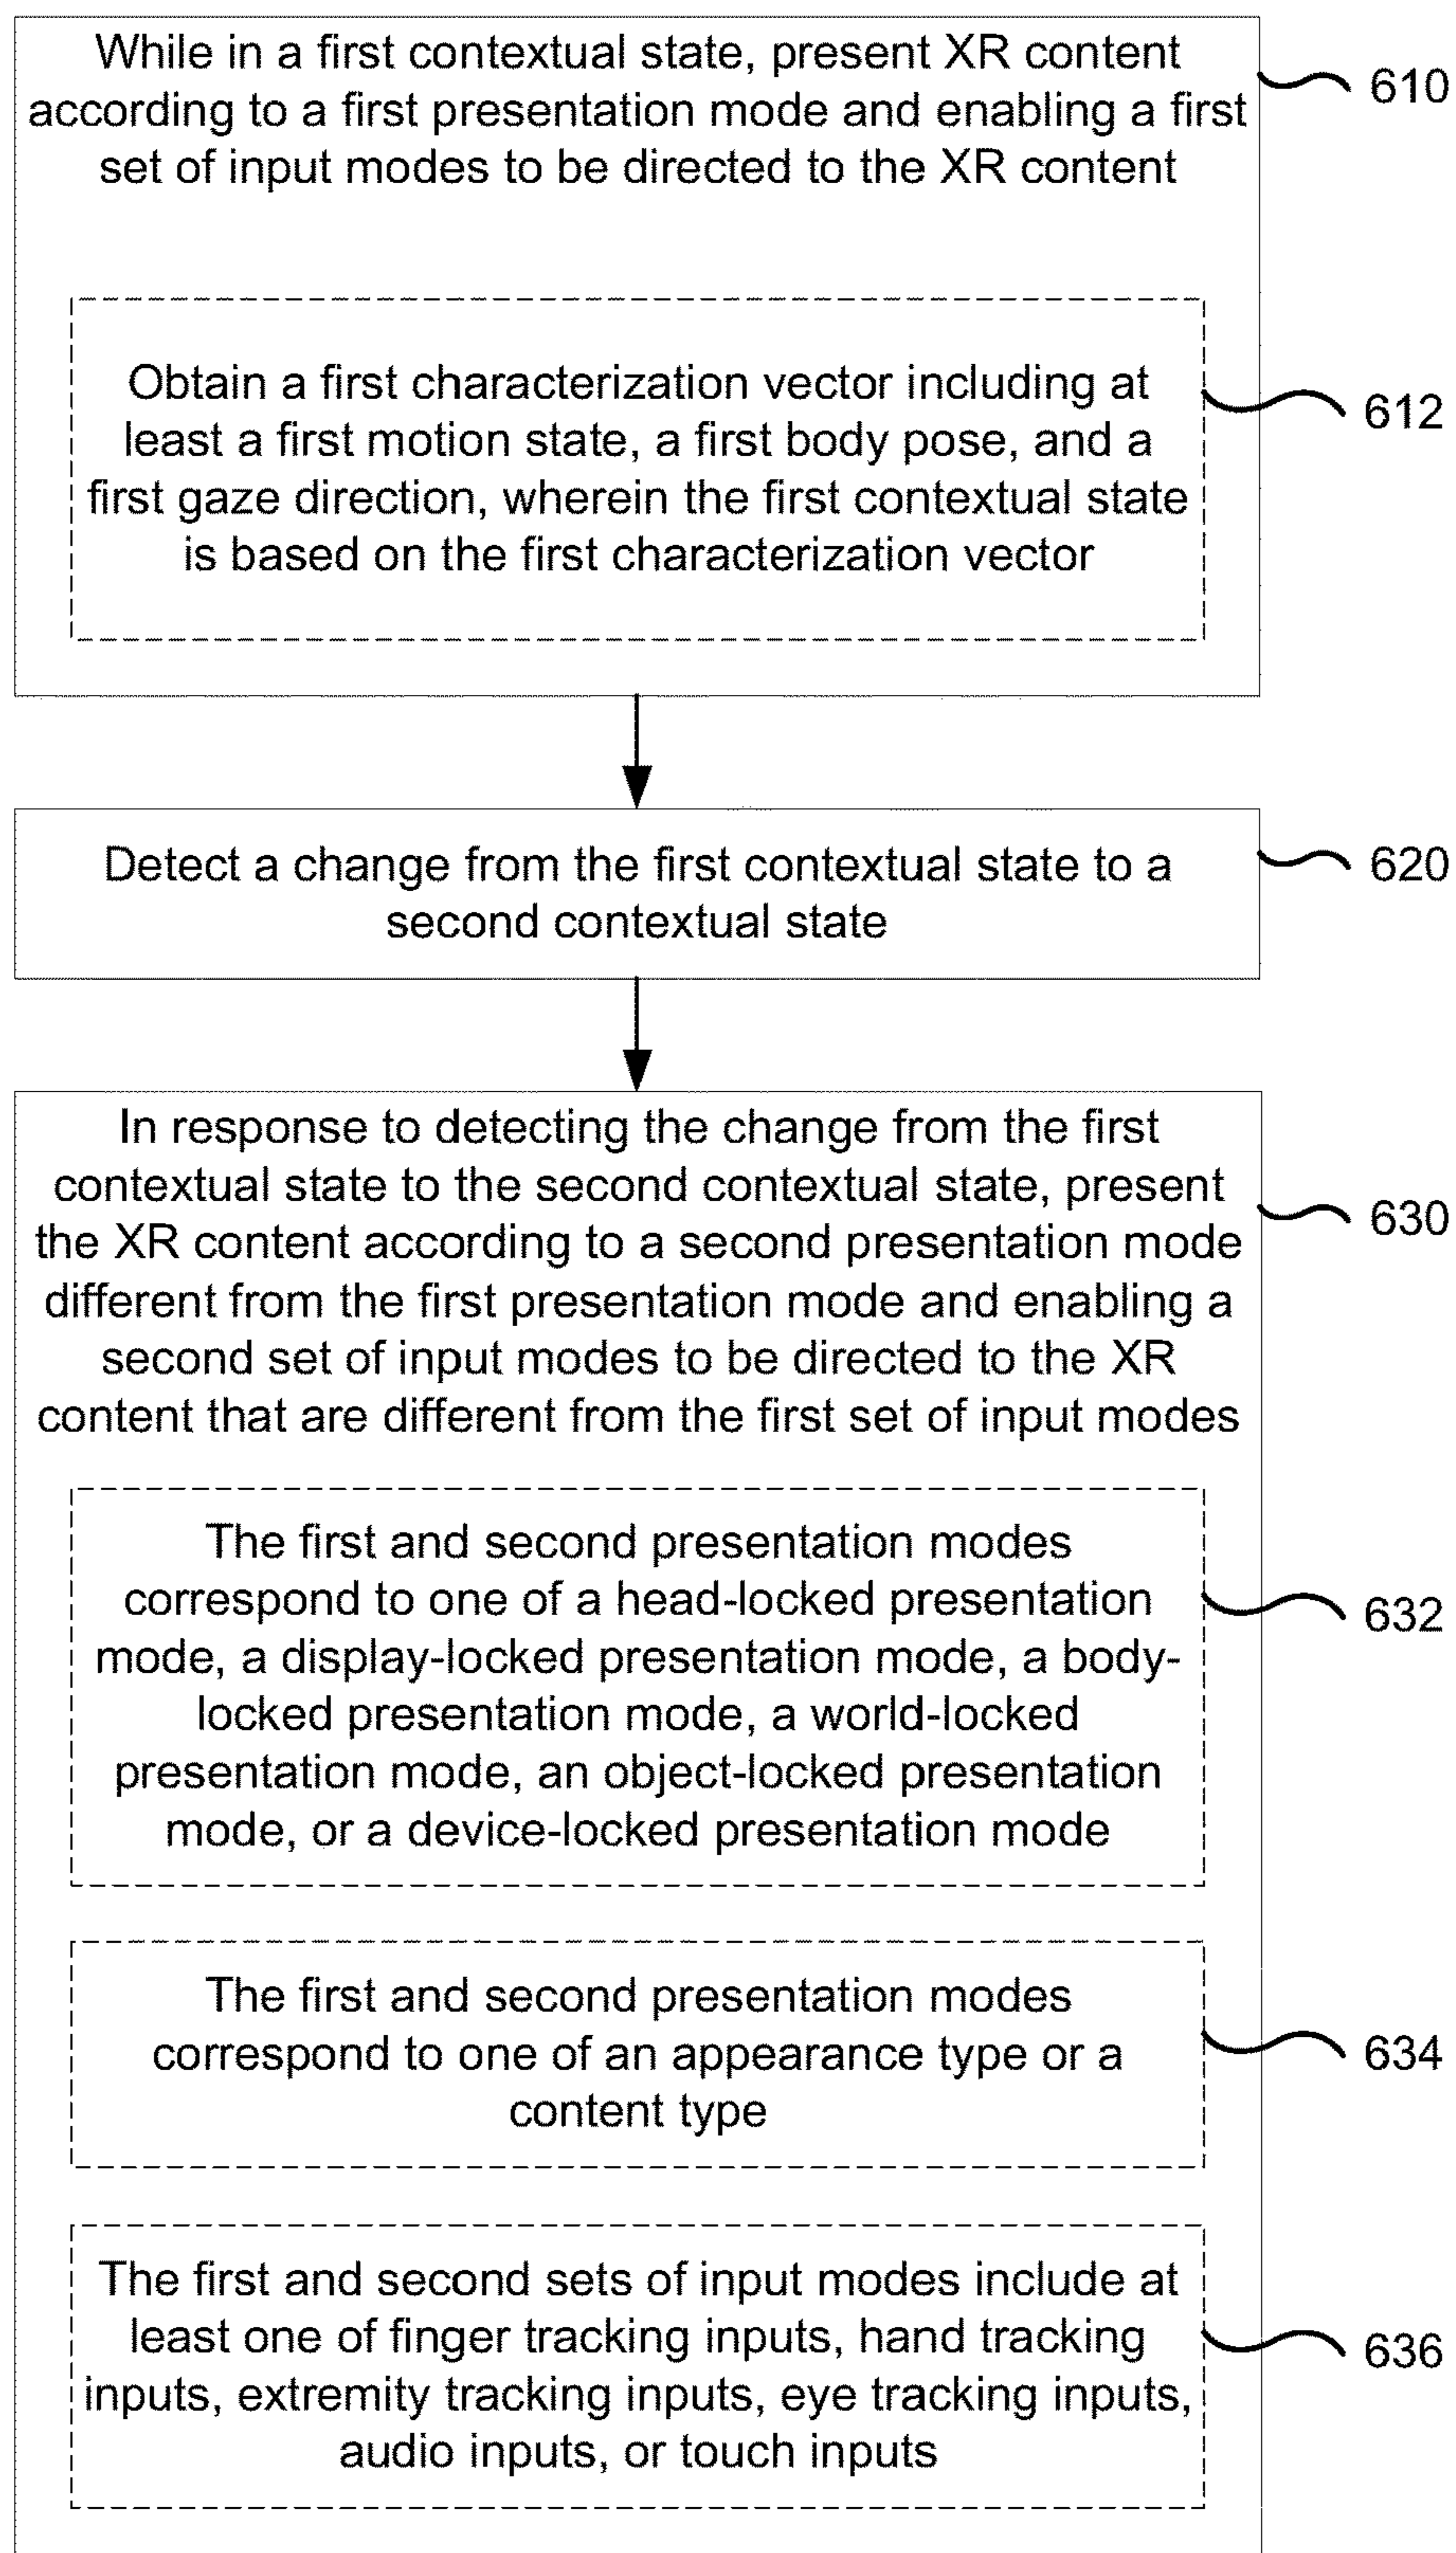 While in a first contextual state, present XR content
according to a first presentation mode and enabling a first
set of input modes to be directed to the XR content
610
Obtain a first characterization vector including at
least a first motion state, a first body pose, and a
first gaze direction, wherein the first contextual state
is based on the first characterization vector
612
Detect a change from the first contextual state to a
second contextual state
620
In response to detecting the change from the first
contextual state to the second contextual state, present
the XR content according to a second presentation mode
different from the first presentation mode and enabling a
second set of input modes to be directed to the XR
content that are different from the first set of input modes
630
The first and second presentation modes
correspond to one of a head-locked presentation
mode, a display-locked presentation mode, a body-
locked presentation mode, a world-locked
presentation mode, an object-locked presentation
mode, or a device-locked presentation mode
632
The first and second presentation modes
correspond to one of an appearance type or a
content type
634
The first and second sets of input modes include at
least one of finger tracking inputs, hand tracking
inputs, extremity tracking inputs, eye tracking inputs,
audio inputs, or touch inputs
636